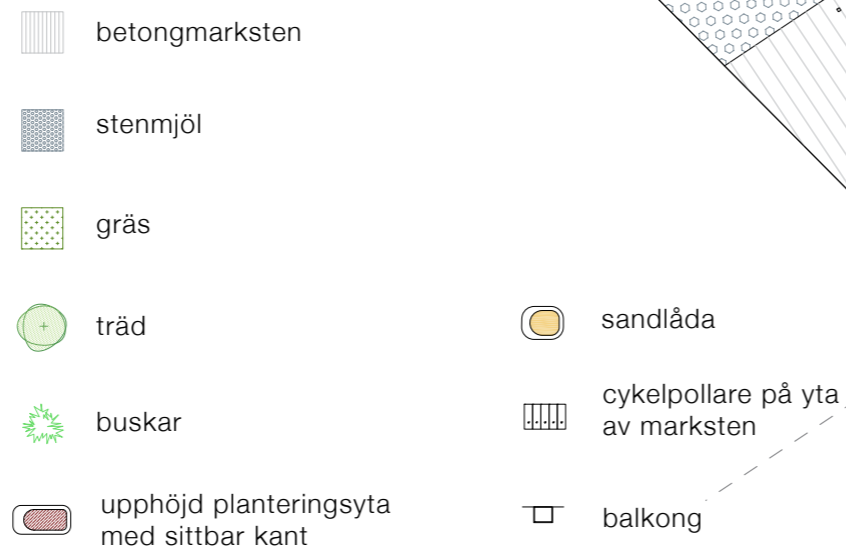 betongmarksten
stenmjöl
gräs
träd
buskar
upphöjd planteringsyta
med sittbar kant
sandlåda
cykelpollare på yta
av marksten
balkong